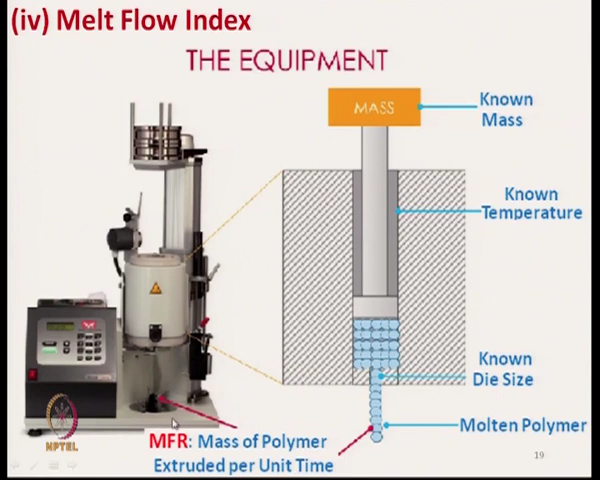 (iv) Melt Flow Index
THE EQUIPMENT
MASS
Known
Mass
Known
Temperature
Known
Die Size
Molten Polymer
MFR: Mass of Polymer
Extruded per Unit Time
NPTEL
19